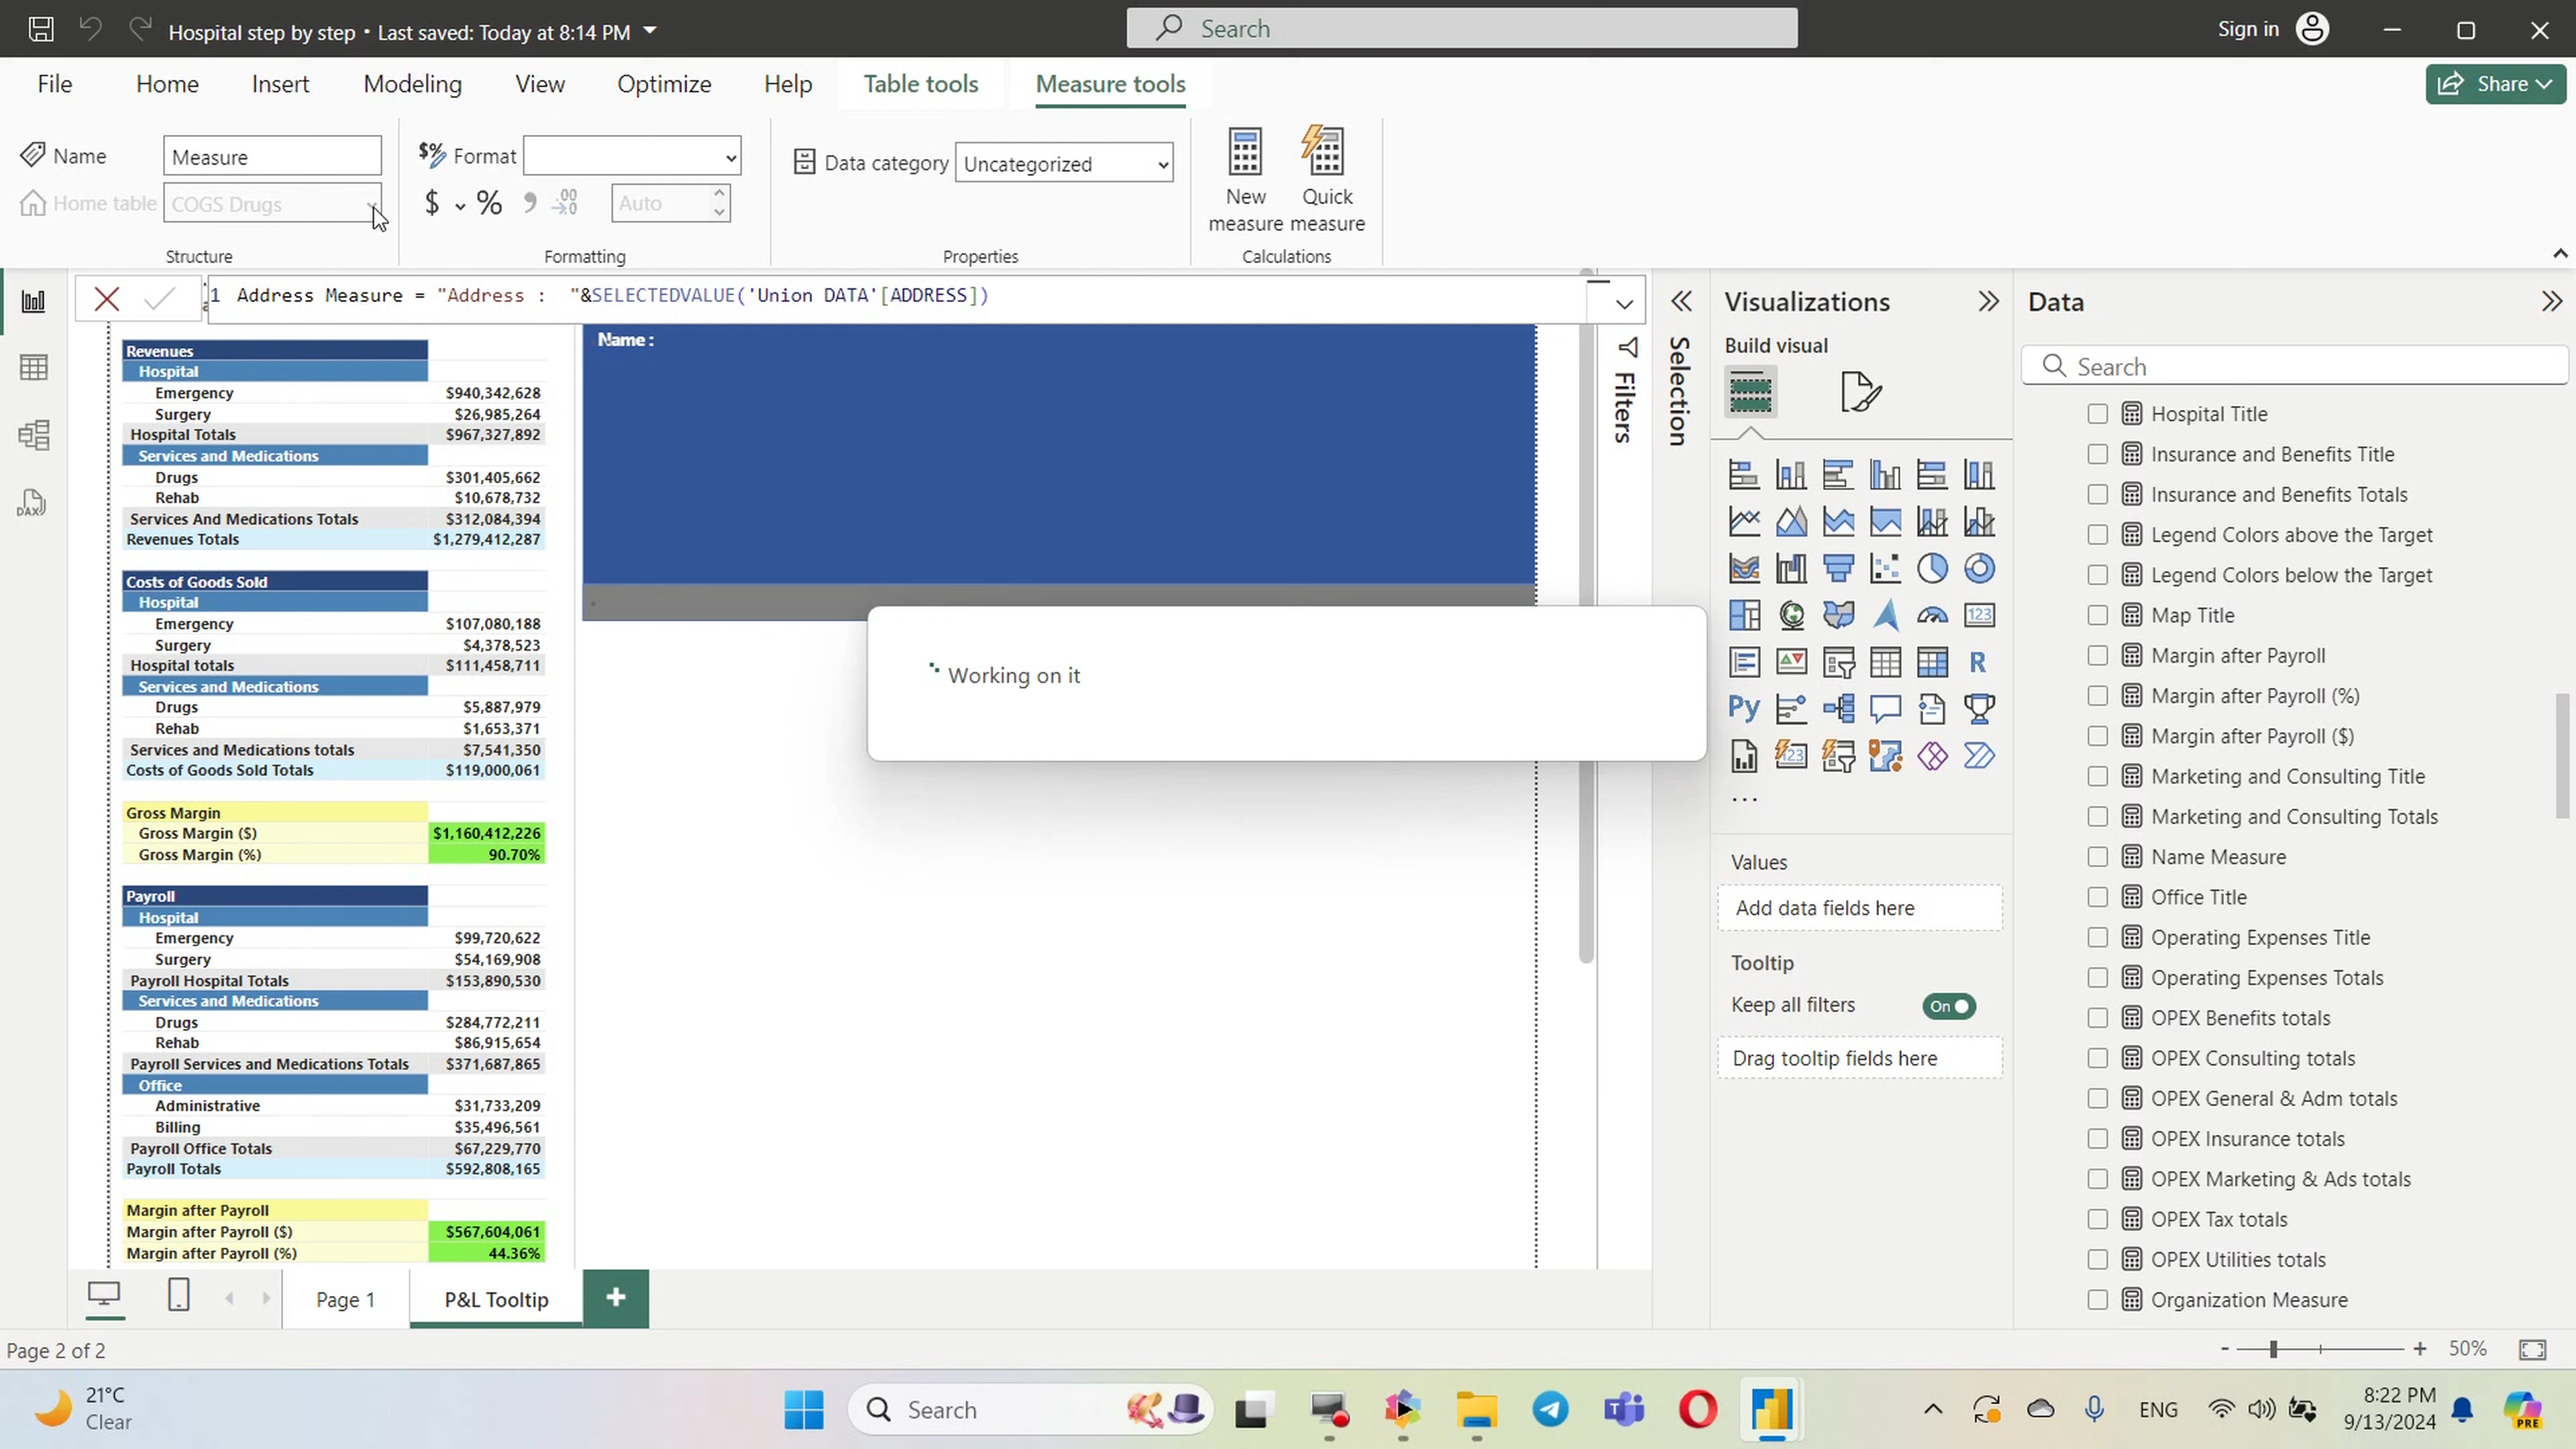 Hospital step by step • Last saved: Today at 8:14 PM
Search
Sign in
File
Home
Insert
Modeling
View
Optimize
Help
Table tools
Measure tools
Share
Name
Measure
Home table
COGS Drugs
Structure
$% Format
$ % 9 .00 →0
Auto
Formatting
Data category
Uncategorized
Properties
New measure
Quick measure
Calculations
1 Address Measure = "Address :  "&SELECTEDVALUE('Union DATA'[ADDRESS])
Revenues
Hospital
Emergency $940,342,628
Surgery $26,985,264
Hospital Totals $967,327,892
Services and Medications
Drugs $301,405,662
Rehab $10,678,732
Services And Medications Totals $312,084,394
Revenues Totals $1,279,412,287
Costs of Goods Sold
Hospital
Emergency $107,080,188
Surgery $4,378,523
Hospital totals $111,458,711
Services and Medications
Drugs $5,887,979
Rehab $1,653,371
Services and Medications totals $7,541,350
Costs of Goods Sold Totals $119,000,061
Gross Margin
Gross Margin ($) $1,160,412,226
Gross Margin (%) 90.70%
Payroll
Hospital
Emergency $99,720,622
Surgery $54,169,908
Payroll Hospital Totals $153,890,530
Services and Medications
Drugs $284,772,211
Rehab $86,915,654
Payroll Services and Medications Totals $371,687,865
Office
Administrative $31,733,209
Billing $35,496,561
Payroll Office Totals $67,229,770
Payroll Totals $592,808,165
Margin after Payroll
Margin after Payroll ($) $567,604,061
Margin after Payroll (%) 44.36%
Name :
Working on it
Filters
Selection
Visualizations
Build visual
123
R
Py
123
...
Values
Add data fields here
Tooltip
Keep all filters
On
Drag tooltip fields here
Data
Search
Hospital Title
Insurance and Benefits Title
Insurance and Benefits Totals
Legend Colors above the Target
Legend Colors below the Target
Map Title
Margin after Payroll
Margin after Payroll (%)
Margin after Payroll ($)
Marketing and Consulting Title
Marketing and Consulting Totals
Name Measure
Office Title
Operating Expenses Title
Operating Expenses Totals
OPEX Benefits totals
OPEX Consulting totals
OPEX General & Adm totals
OPEX Insurance totals
OPEX Marketing & Ads totals
OPEX Tax totals
OPEX Utilities totals
Organization Measure
DAX
Page 1
P&L Tooltip
+
Page 2 of 2
- + 50%
21°C
Clear
Search
ENG
8:22 PM
9/13/2024
PRE